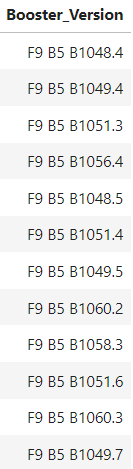 Booster_Version
F9 B5 B1048.4
F9 B5 B1049.4
F9 B5 B1051.3
F9 B5 B1056.4
F9 B5 B1048.5
F9 B5 B1051.4
F9 B5 B1049.5
F9 B5 B1060.2
F9 B5 B1058.3
F9 B5 B1051.6
F9 B5 B1060.3
F9 B5 B1049.7